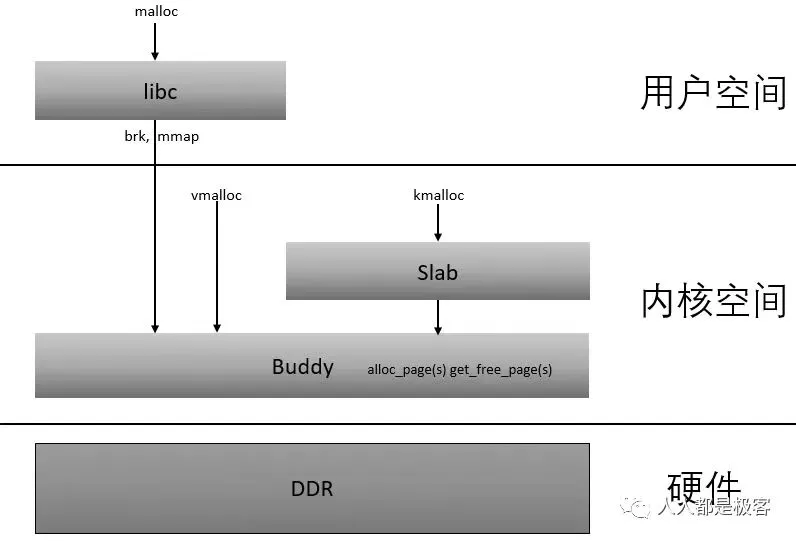 malloc
libc
用户空间
brk, mmap
vmalloc
kmalloc
Slab
内核空间
Buddy alloc_page(s) get_free_page(s)
DDR
硬件
人人都是极客